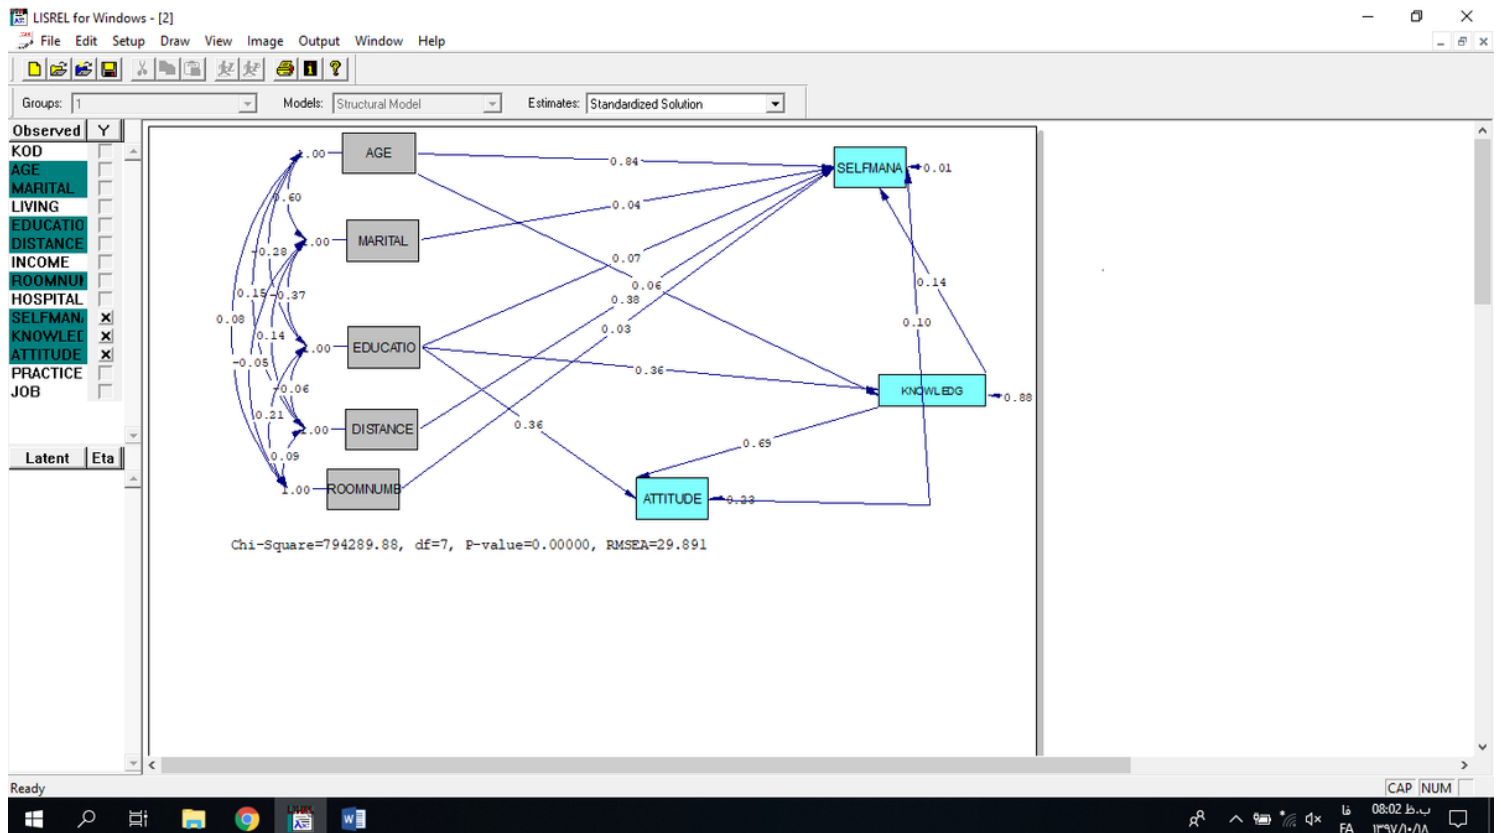 LISREL for Windows - [2]
File Edit Setup Draw View Image Output Window Help
Groups: 1 Models: Structural Model Estimates: Standardized Solution
Observed Y
KOD
AGE
MARITAL
LIVING
EDUCATIO
DISTANCE
INCOME
ROOMNUM
HOSPITAL
SELFMAN
KNOWLED
ATTITUDE
PRACTICE
JOB
Latent Eta
1.00 AGE 0.84 SELFMANA 0.01
0.60 0.04
1.00 MARITAL
-0.28 0.07
0.15 -0.37 0.06 0.14
0.38
0.08 0.10
0.14 0.03
1.00 EDUCATIO
-0.05 0.36
-0.06 KNOWLEDG 0.88
0.21 0.36
1.00 DISTANCE 0.69
0.09
1.00 ROOMNUMB ATTITUDE 0.23
Chi-Square=794289.88, df=7, P-value=0.00000, RMSEA=29.891
Ready CAP NUM
فا 08:02 ب.ظ
FA ۱۳۹۷/۱۰/۱۸